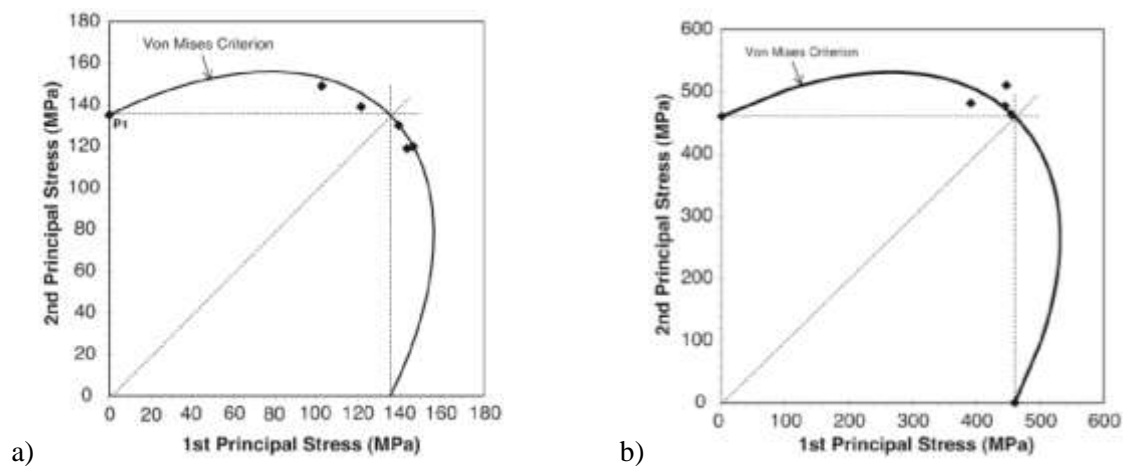 180
160
140
120
100
80
60
40
20
0
2nd Principal Stress (MPa)
Von Mises Criterion
P1
0 20 40 60 80 100 120 140 160 180
1st Principal Stress (MPa)
a)
600
500
400
300
200
100
0
2nd Principal Stress (MPa)
Von Mises Criterion
0 100 200 300 400 500 600
1st Principal Stress (MPa)
b)